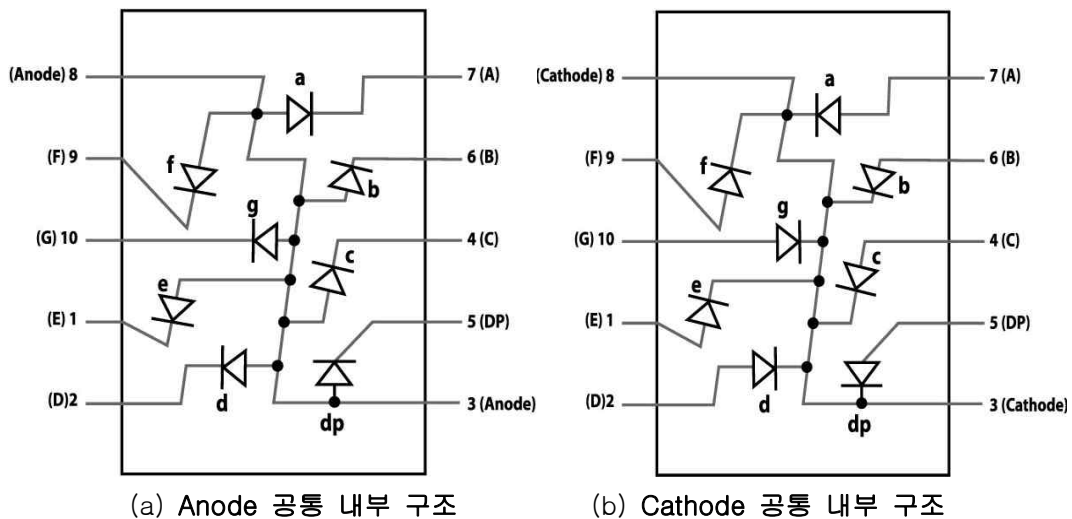 (Anode) 8
a
7 (A)
(F) 9
f
6 (B)
b
g
(G) 10
4 (C)
c
e
(E) 1
5 (DP)
(D)2
d
dp
3 (Anode)
(a) Anode 공통 내부 구조
(Cathode) 8
a
7 (A)
(F) 9
f
6 (B)
b
g
(G) 10
4 (C)
c
e
(E) 1
5 (DP)
(D)2
d
dp
3 (Cathode)
(b) Cathode 공통 내부 구조